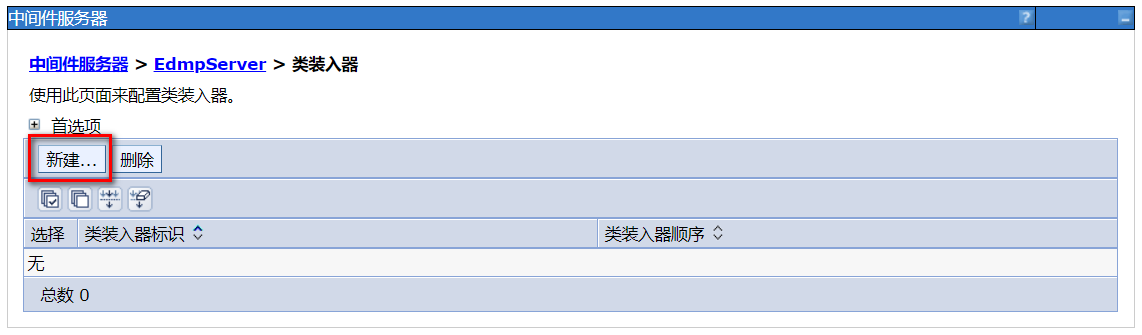 中间件服务器 ? –
中间件服务器 > EdmpServer > 类装入器
使用此页面来配置类装入器。
首选项
新建... 删除
选择 类装入器标识 类装入器顺序
无
总数 0